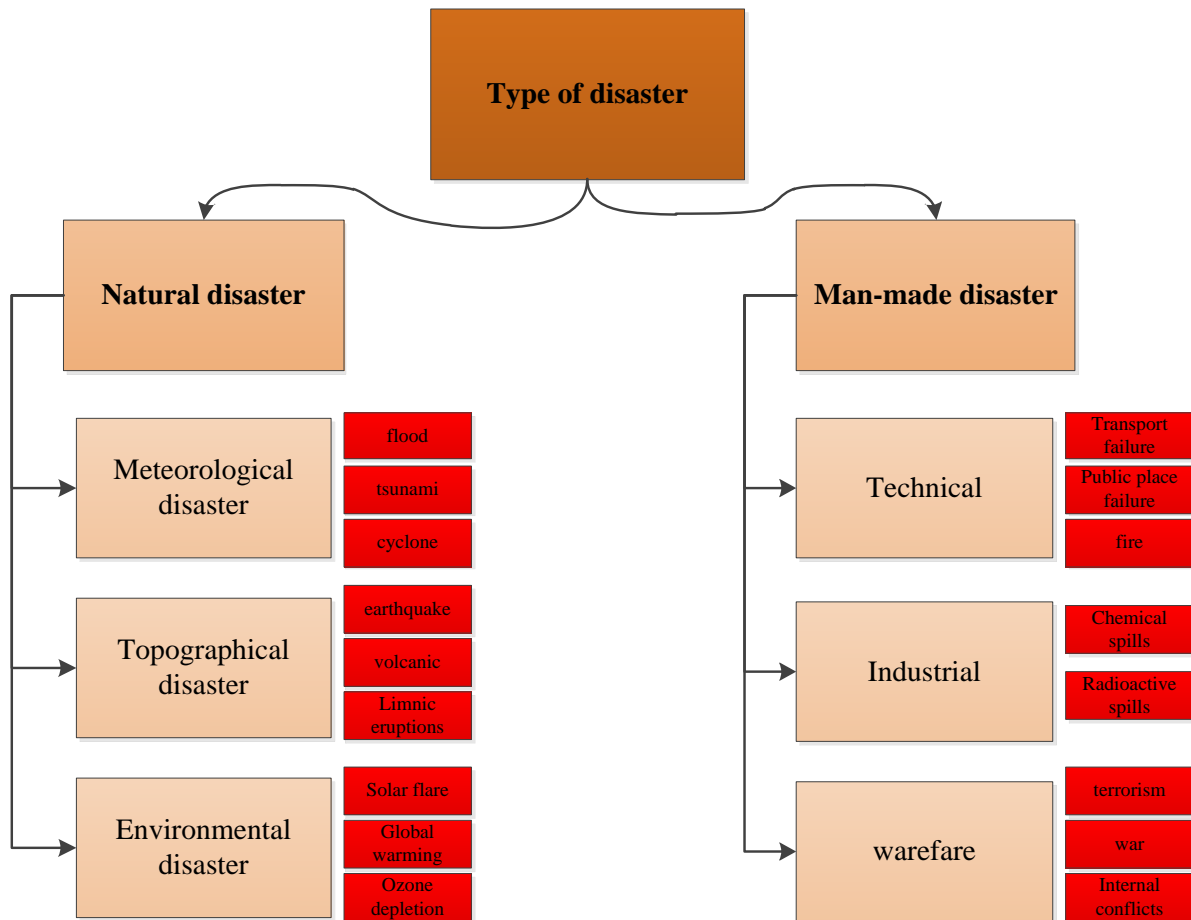 Type of disaster
Natural disaster
Meteorological
disaster
flood
tsunami
cyclone
Topographical
disaster
earthquake
volcanic
Limnic
eruptions
Environmental
disaster
Solar flare
Global
warming
Ozone
depletion
Man-made disaster
Technical
Transport
failure
Public place
failure
fire
Industrial
Chemical
spills
Radioactive
spills
warefare
terrorism
war
Internal
conflicts